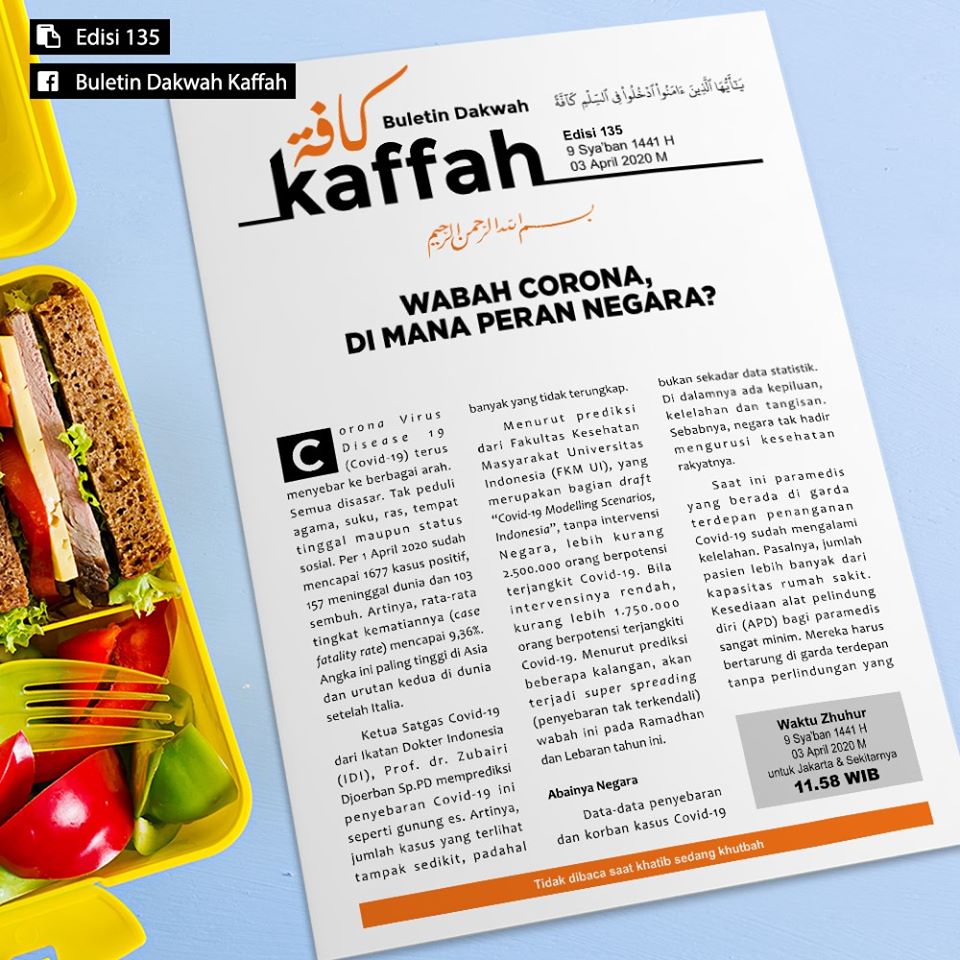 Edisi 135
Buletin Dakwah Kaffah
كافة
Buletin Dakwah
kaffah
يَـٰٓأَيُّهَا ٱلَّذِينَ ءَامَنُوا۟ ٱدْخُلُوا۟ فِى ٱلسِّلْمِ كَآفَّةً
Edisi 135
9 Sya'ban 1441 H
03 April 2020 M
بسم الله الرحمن الرحيم
WABAH CORONA,
DI MANA PERAN NEGARA?
Corona Virus
Disease 19
(Covid-19) terus
menyebar ke berbagai arah.
Semua disasar. Tak peduli
agama, suku, ras, tempat
tinggal maupun status
sosial. Per 1 April 2020 sudah
mencapai 1677 kasus positif,
157 meninggal dunia dan 103
sembuh. Artinya, rata-rata
tingkat kematiannya (case
fatality rate) mencapai 9,36%.
Angka ini paling tinggi di Asia
dan urutan kedua di dunia
setelah Italia.
Ketua Satgas Covid-19
dari Ikatan Dokter Indonesia
(IDI), Prof. dr. Zubairi
Djoerban Sp.PD memprediksi
penyebaran Covid-19 ini
seperti gunung es. Artinya,
jumlah kasus yang terlihat
tampak sedikit, padahal
banyak yang tidak terungkap.
Menurut prediksi
dari Fakultas Kesehatan
Masyarakat Universitas
Indonesia (FKM UI), yang
merupakan bagian draft
“Covid-19 Modelling Scenarios,
Indonesia”, tanpa intervensi
Negara, lebih kurang
2.500.000 orang berpotensi
terjangkit Covid-19. Bila
intervensinya rendah,
kurang lebih 1.750.000
orang berpotensi terjangkiti
Covid-19. Menurut prediksi
beberapa kalangan, akan
terjadi super spreading
(penyebaran tak terkendali)
wabah ini pada Ramadhan
dan Lebaran tahun ini.
Abainya Negara
Data-data penyebaran
dan korban kasus Covid-19
bukan sekadar data statistik.
Di dalamnya ada kepiluan,
kelelahan dan tangisan.
Sebabnya, negara tak hadir
mengurusi kesehatan
rakyatnya.
Saat ini paramedis
yang berada di garda
terdepan penanganan
Covid-19 sudah mengalami
kelelahan. Pasalnya, jumlah
pasien lebih banyak dari
kapasitas rumah sakit.
Kesediaan alat pelindung
diri (APD) bagi paramedis
sangat minim. Mereka harus
bertarung di garda terdepan
tanpa perlindungan yang
Waktu Zhuhur
9 Sya'ban 1441 H
03 April 2020 M
untuk Jakarta & Sekitarnya
11.58 WIB
Tidak dibaca saat khatib sedang khutbah